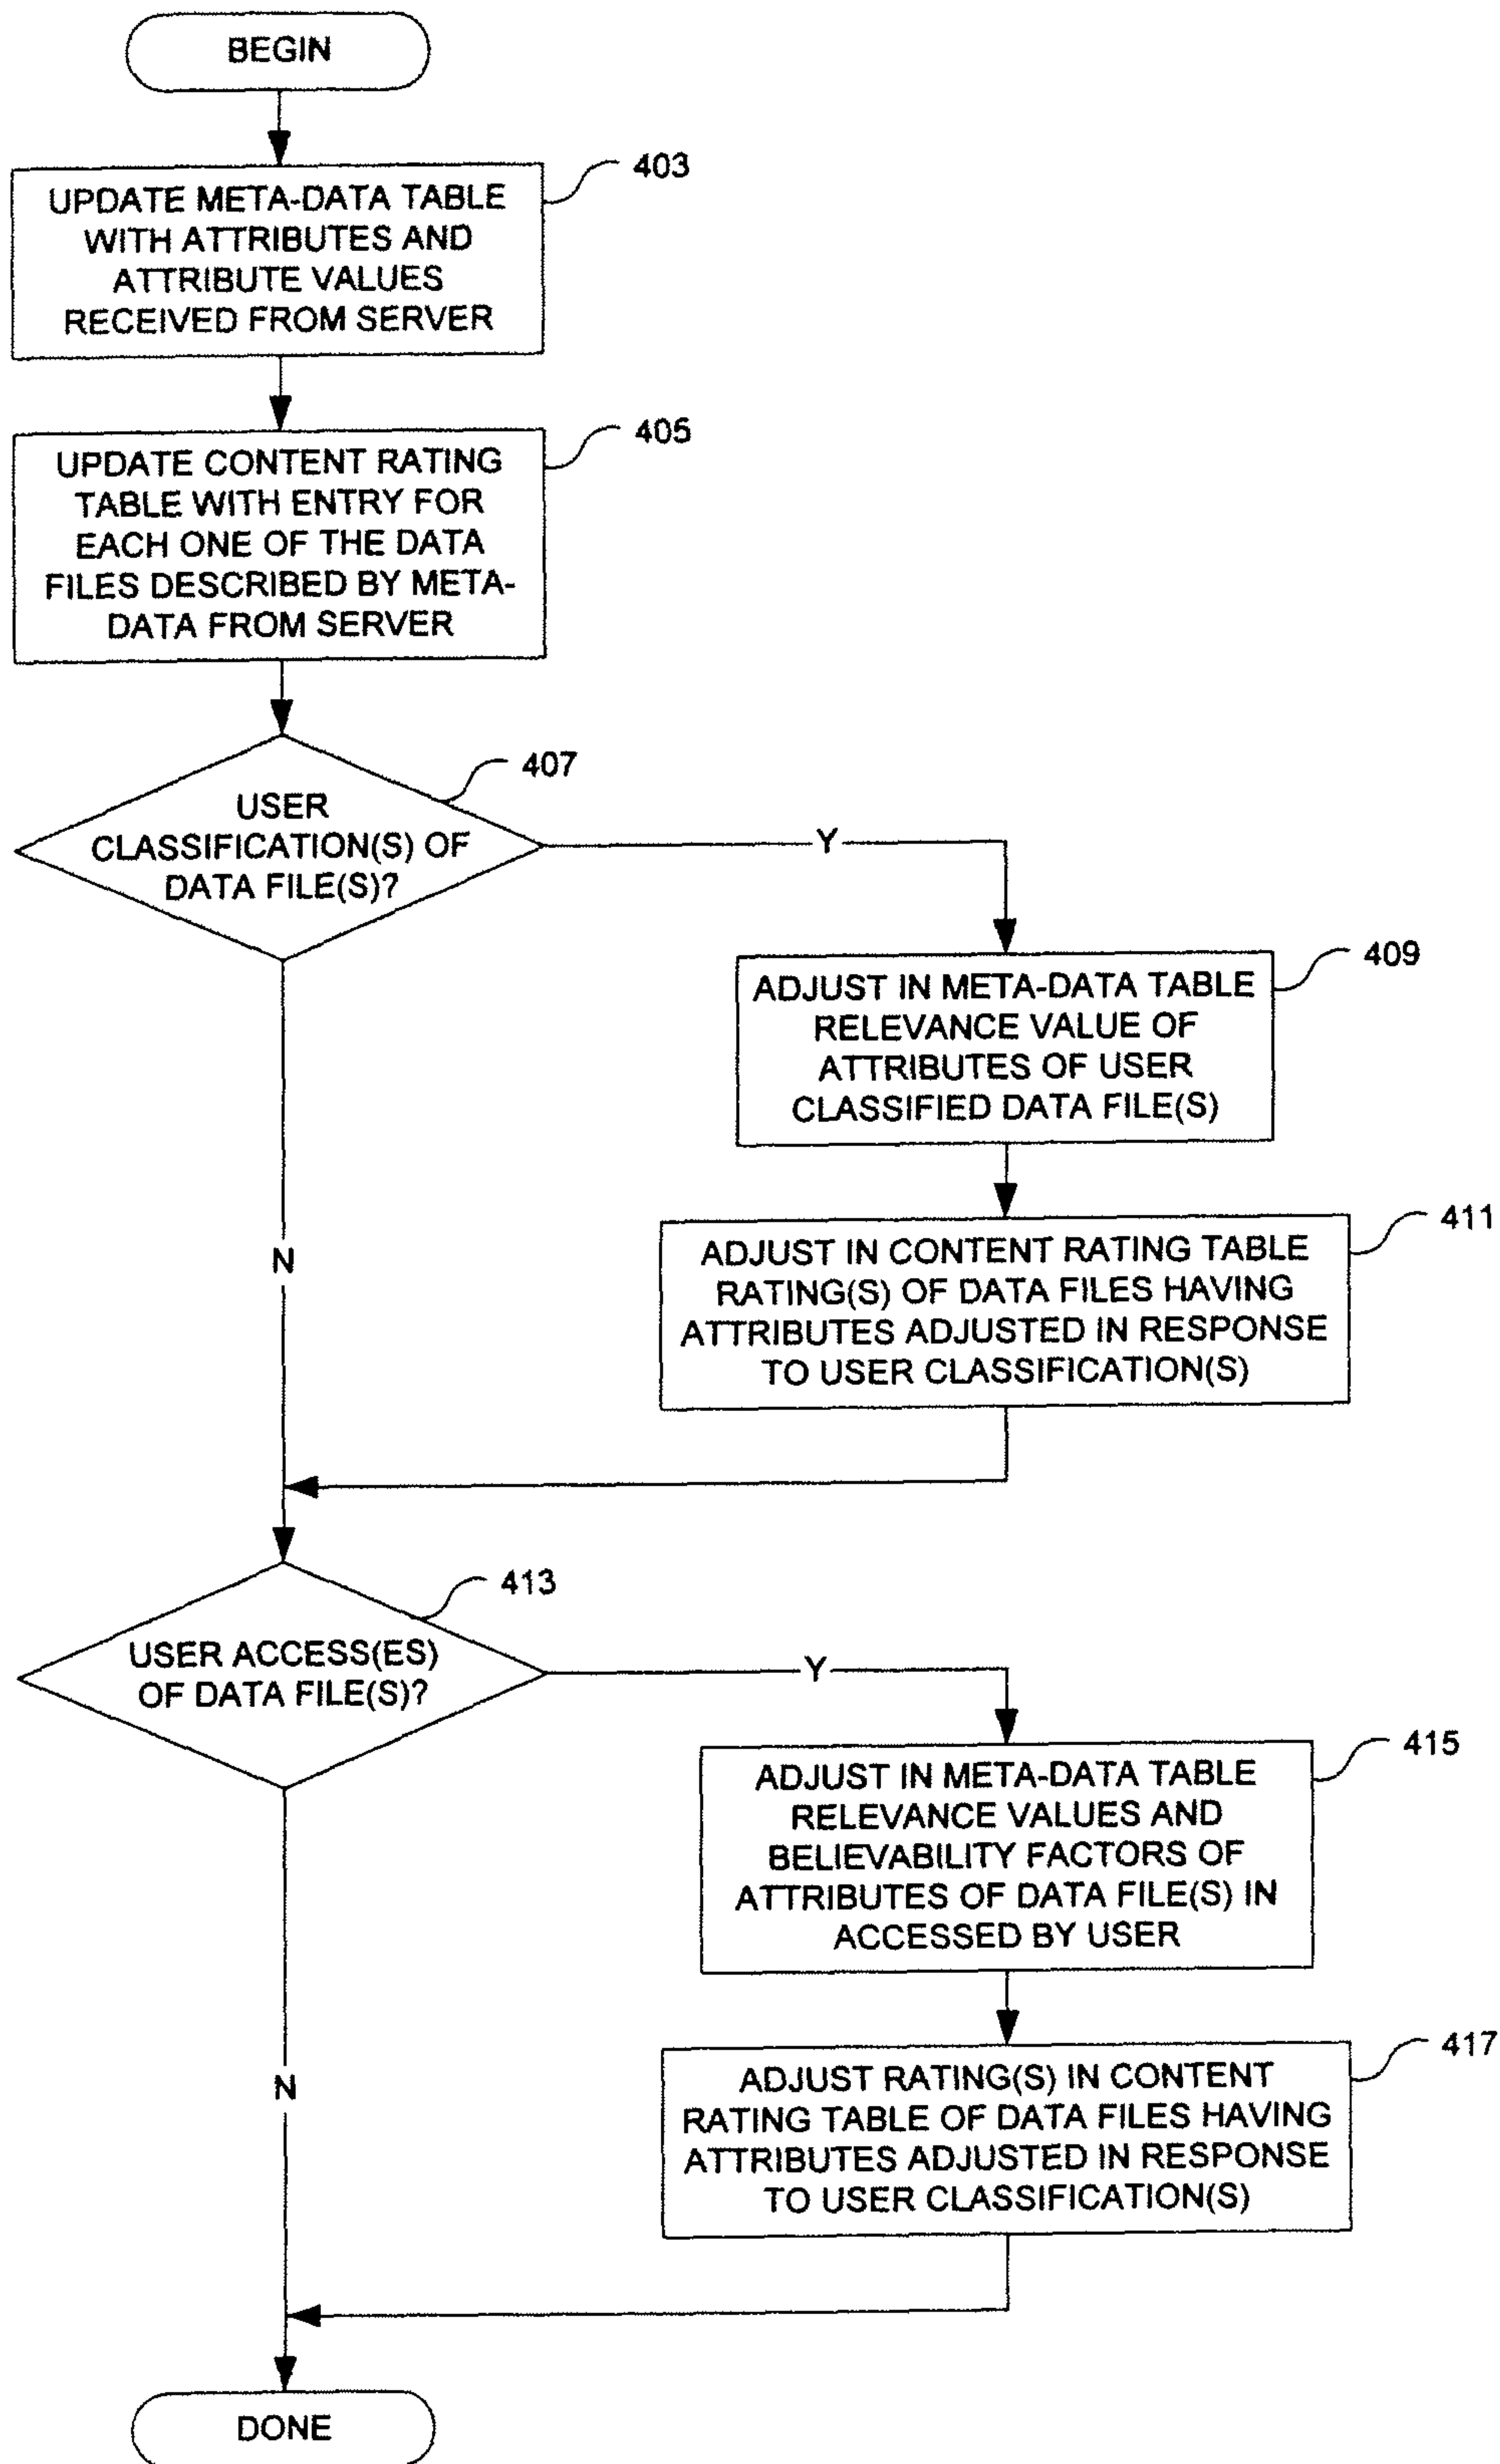 BEGIN
403
UPDATE META-DATA TABLE
WITH ATTRIBUTES AND
ATTRIBUTE VALUES
RECEIVED FROM SERVER
405
UPDATE CONTENT RATING
TABLE WITH ENTRY FOR
EACH ONE OF THE DATA
FILES DESCRIBED BY META-
DATA FROM SERVER
407
USER
CLASSIFICATION(S) OF
DATA FILE(S)?
Y
409
ADJUST IN META-DATA TABLE
RELEVANCE VALUE OF
ATTRIBUTES OF USER
CLASSIFIED DATA FILE(S)
411
ADJUST IN CONTENT RATING TABLE
RATING(S) OF DATA FILES HAVING
ATTRIBUTES ADJUSTED IN RESPONSE
TO USER CLASSIFICATION(S)
N
413
USER ACCESS(ES)
OF DATA FILE(S)?
Y
415
ADJUST IN META-DATA TABLE
RELEVANCE VALUES AND
BELIEVABILITY FACTORS OF
ATTRIBUTES OF DATA FILE(S) IN
ACCESSED BY USER
417
ADJUST RATING(S) IN CONTENT
RATING TABLE OF DATA FILES HAVING
ATTRIBUTES ADJUSTED IN RESPONSE
TO USER CLASSIFICATION(S)
N
DONE